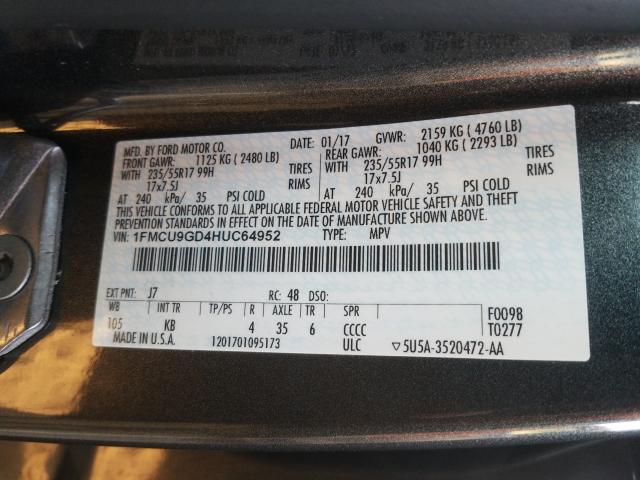 MFD. BY FORD MOTOR CO. DATE: 01/17 GVWR: 2159 KG ( 4760 LB)
FRONT GAWR: 1125 KG ( 2480 LB) REAR GAWR: 1040 KG ( 2293 LB)
WITH 235/55R17 99H TIRES WITH 235/55R17 99H TIRES
17x7.5J RIMS 17x7.5J RIMS
AT 240 kPa/ 35 PSI COLD AT 240 kPa/ 35 PSI COLD
THIS VEHICLE CONFORMS TO ALL APPLICABLE FEDERAL MOTOR VEHICLE SAFETY AND THEFT
PREVENTION STANDARDS IN EFFECT ON THE DATE OF MANUFACTURE SHOWN ABOVE.
VIN: 1FMCU9GD4HUC64952 TYPE: MPV
EXT PNT: J7 RC: 48 DSO:
WB INT TR TP/PS R AXLE TR SPR F0098
105 KB 4 35 6 CCCC T0277
MADE IN U.S.A. 1201701095173 ULC ▽5U5A-3520472-AA